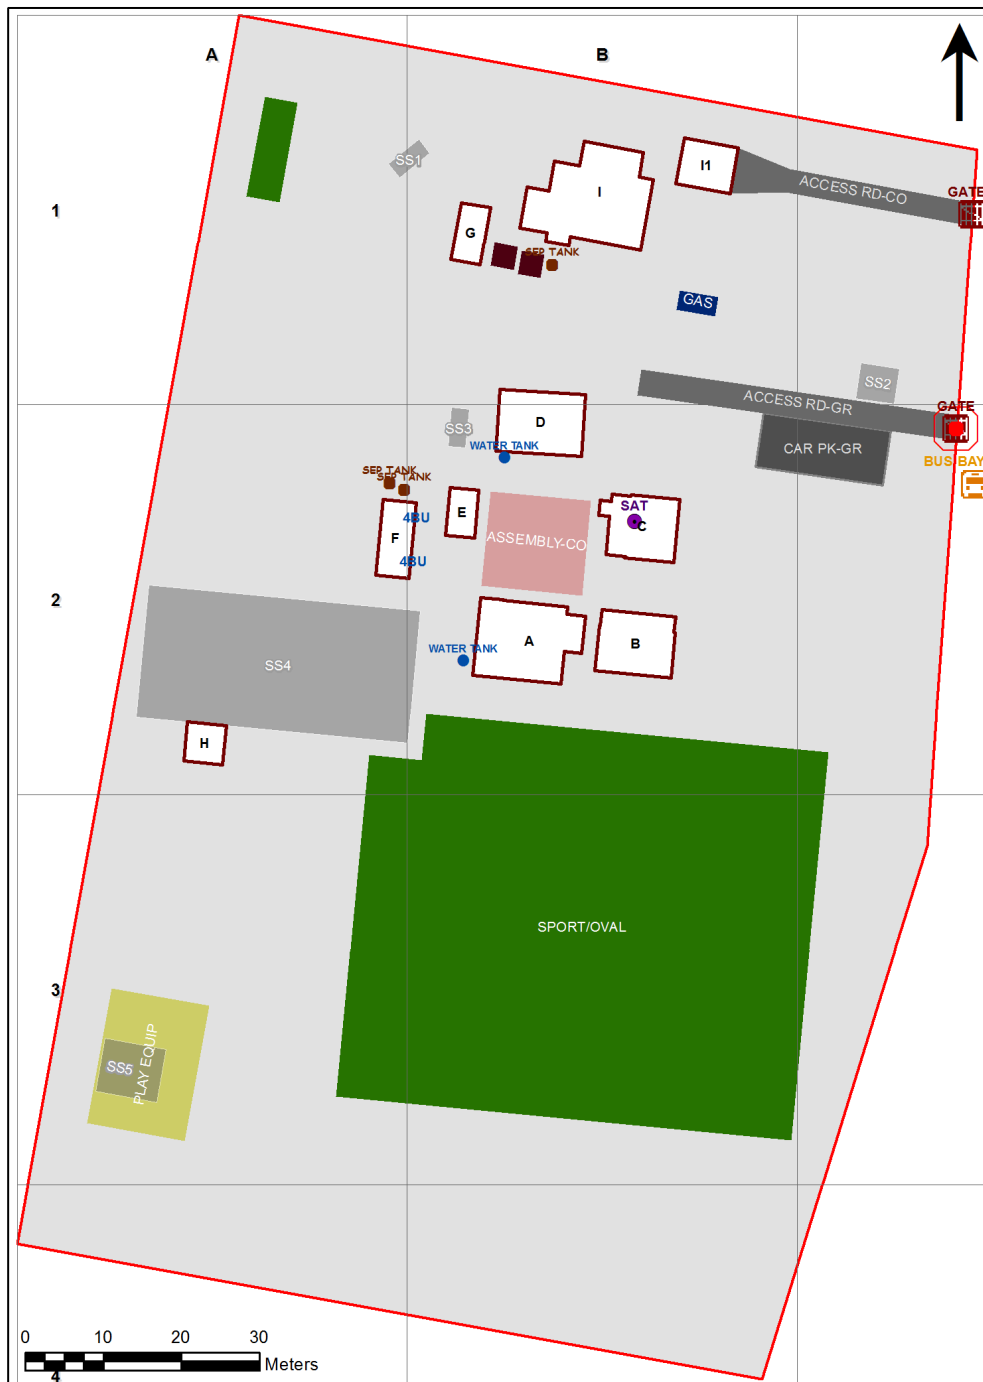 A
B
SS1
I1
ACCESS RD-CO
GATE
I
1
G
SEP TANK
GAS
SS2
ACCESS RD-GR
GATE
D
SS3
WATER TANK
CAR PK-GR
BUS BAY
SEP TANK
SEP TANK
E
4BU
SAT
C
F
ASSEMBLY-CO
4BU
2
A
B
WATER TANK
SS4
H
SPORT/OVAL
3
PLAY EQUIP
SS5
0 10 20 30
Meters
4